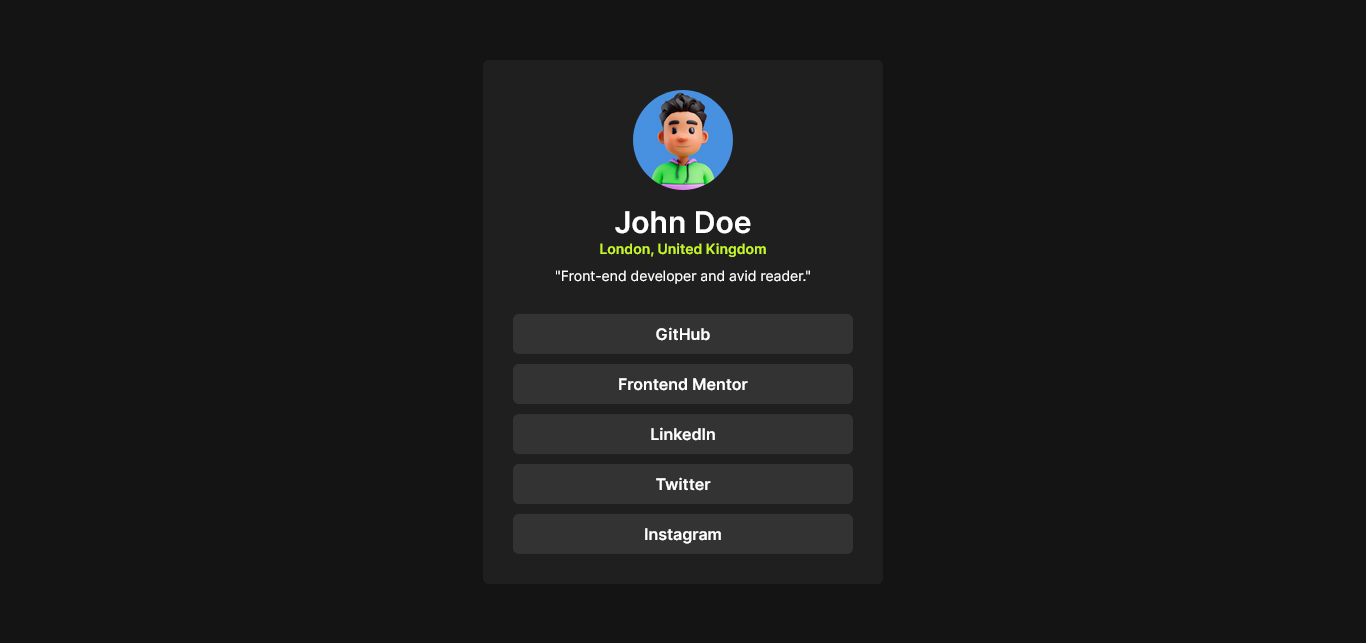 John Doe
London, United Kingdom
"Front-end developer and avid reader."
GitHub
Frontend Mentor
LinkedIn
Twitter
Instagram